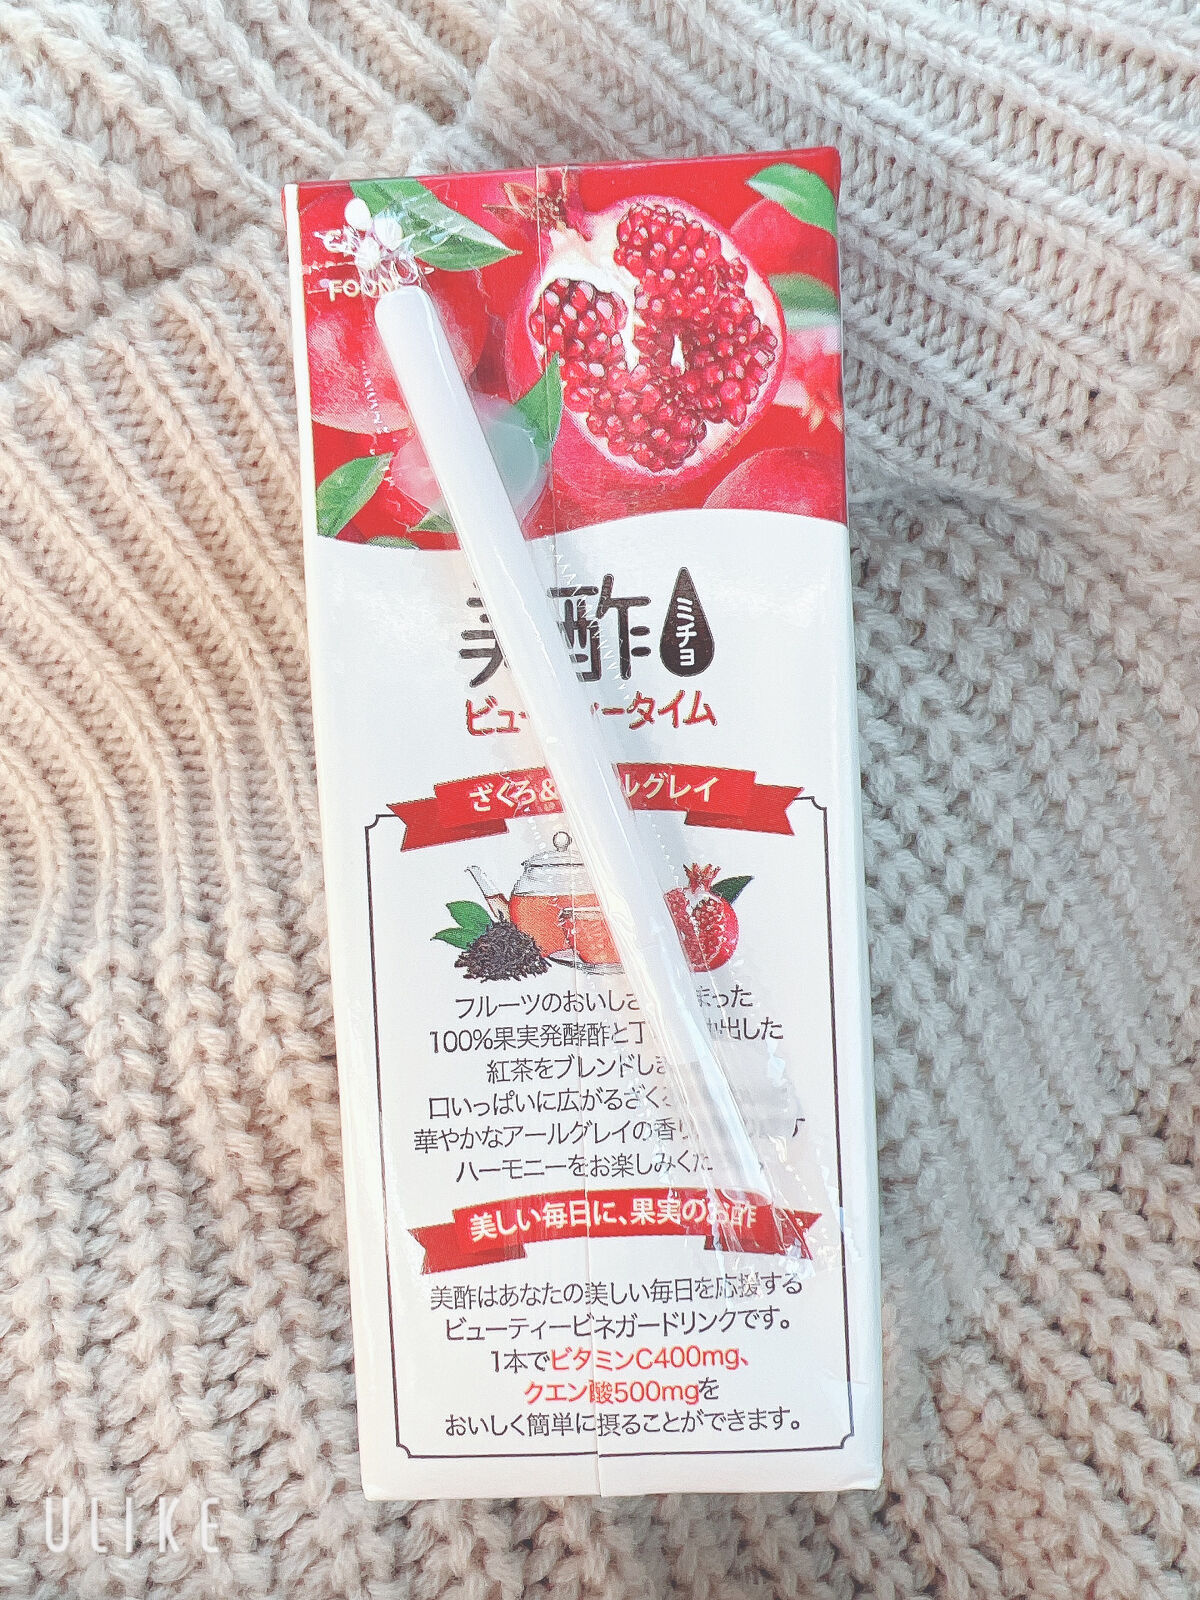 FOOD
美酢
ミチョ
ビュータイム
ざくろ& ルグレイ
フルーツのおいし まった
100%果実発酵酢と丁 出した
紅茶をブレンドし
口いっぱいに広がるざく
華やかなアールグレイの香り す
ハーモニーをお楽しみくだ
美しい毎日に、果実のお酢
美酢はあなたの美しい毎日を応援する
ビューティービネガードリンクです。
1本でビタミンC400mg、
クエン酸500mgを
おいしく簡単に摂ることができます。
ULIKE